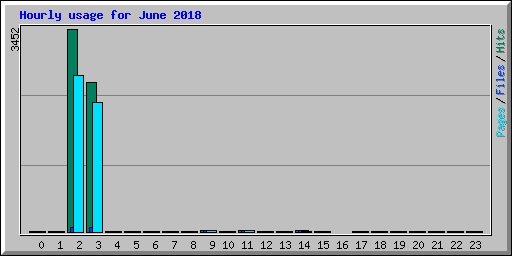 Hourly usage for June 2018
3452
Pages/Files/Hits
0 1 2 3 4 5 6 7 8 9 10 11 12 13 14 15 16 17 18 19 20 21 22 23